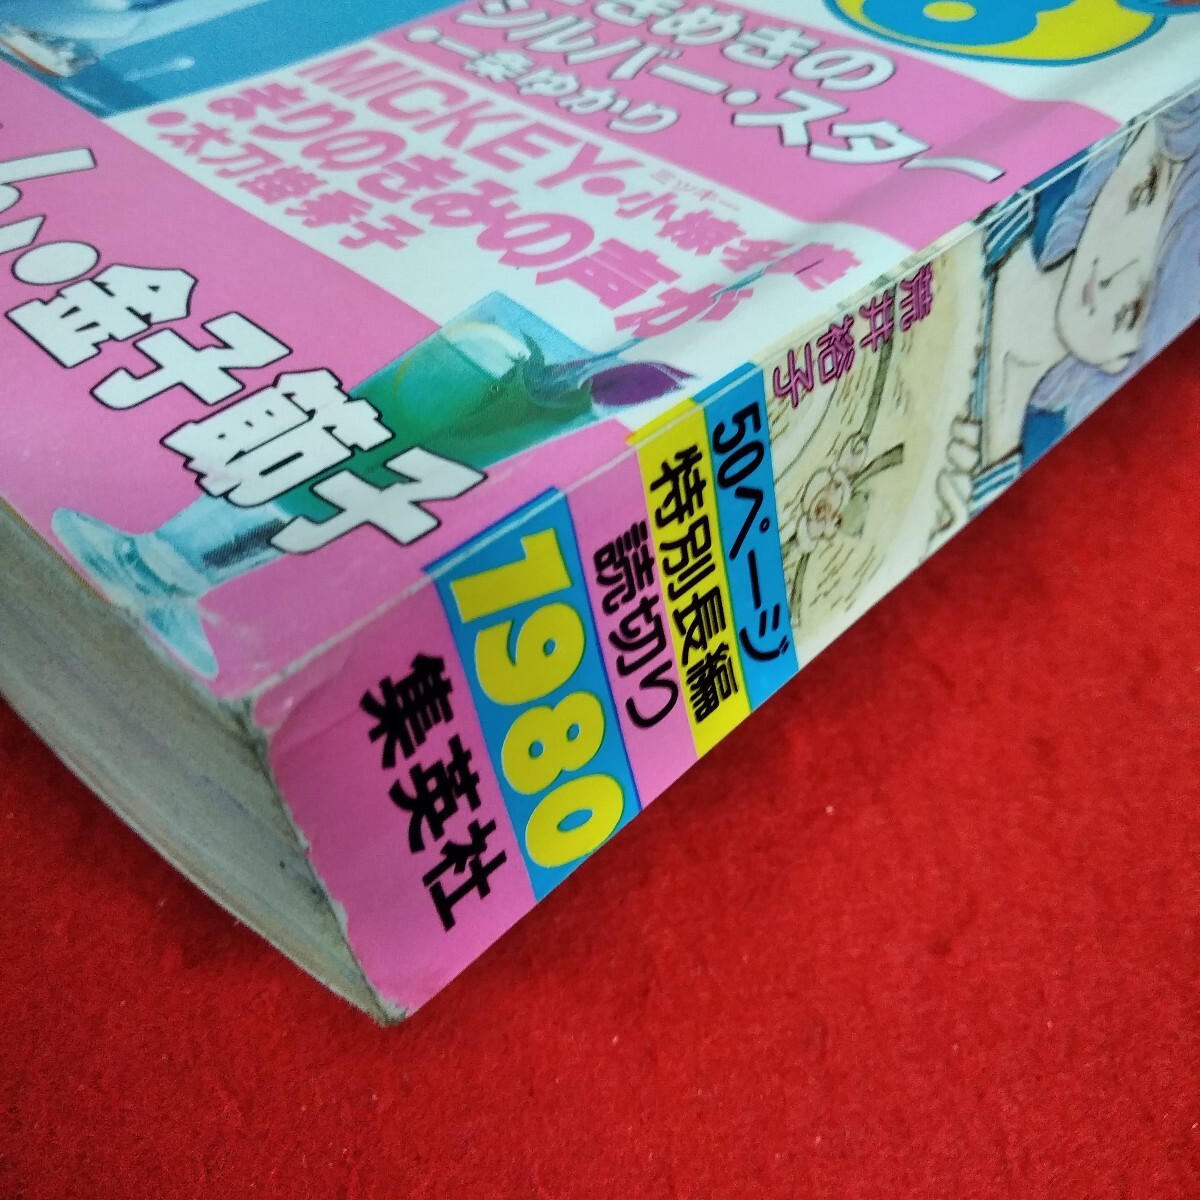 ときめきの
シルバー・スター
・一条ゆかり
MICKEY・小椋冬美
ミッキー
まりのきみの声が
・太刀掛秀子
・金子節子
荒井裕子
50ページ
特別長編
読切り
1980
集英社